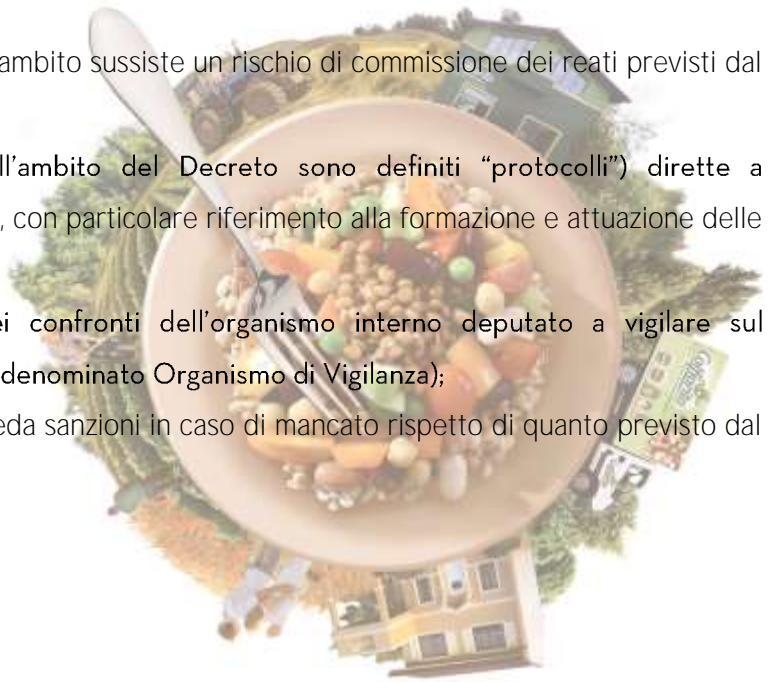 ambito sussiste un rischio di commissione dei reati previsti dal
ll’ambito del Decreto sono definiti “protocolli”) dirette a
, con particolare riferimento alla formazione e attuazione delle
ei confronti dell’organismo interno deputato a vigilare sul
denominato Organismo di Vigilanza);
eda sanzioni in caso di mancato rispetto di quanto previsto dal